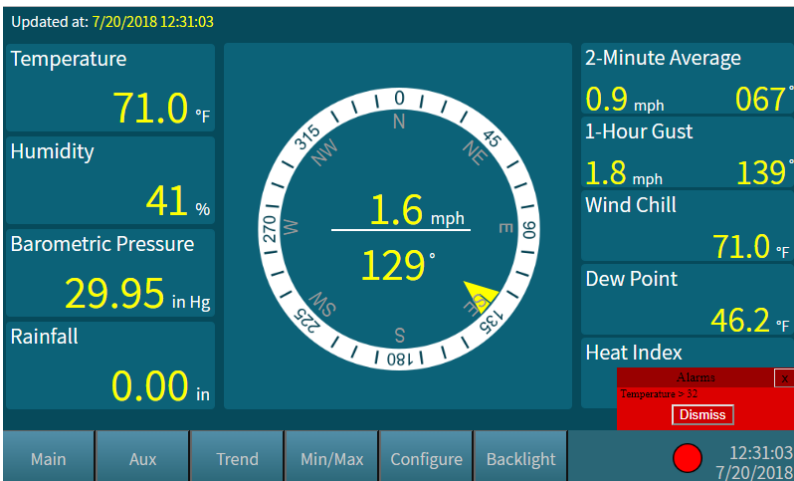 Updated at: 7/20/2018 12:31:03
Temperature
71.0 °F
Humidity
41 %
Barometric Pressure
29.95 in Hg
Rainfall
0.00 in
0
N
45
NE
90
E
135
180
S
225
SW
270
W
315
NW
1.6 mph
129°
2-Minute Average
0.9 mph 067°
1-Hour Gust
1.8 mph 139°
Wind Chill
71.0 °F
Dew Point
46.2 °F
Heat Index
Alarms x
Temperature > 32
Dismiss
Main Aux Trend Min/Max Configure Backlight
12:31:03
7/20/2018